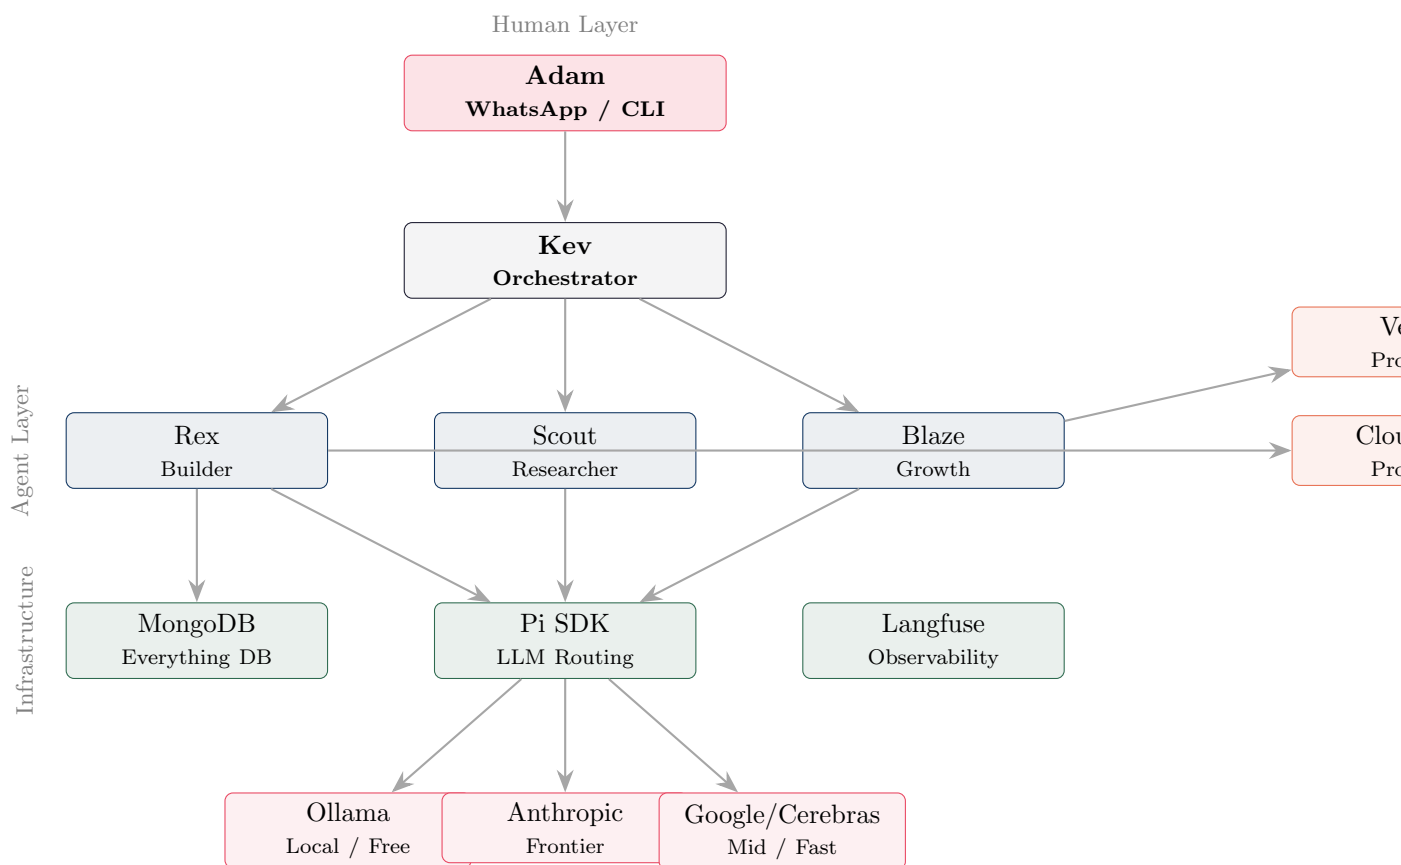 Human Layer
Adam
WhatsApp / CLI
Kev
Orchestrator
Agent Layer
Rex
Builder
Scout
Researcher
Blaze
Growth
Infrastructure
MongoDB
Everything DB
Pi SDK
LLM Routing
Langfuse
Observability
Ollama
Local / Free
Anthropic
Frontier
Google/Cerebras
Mid / Fast